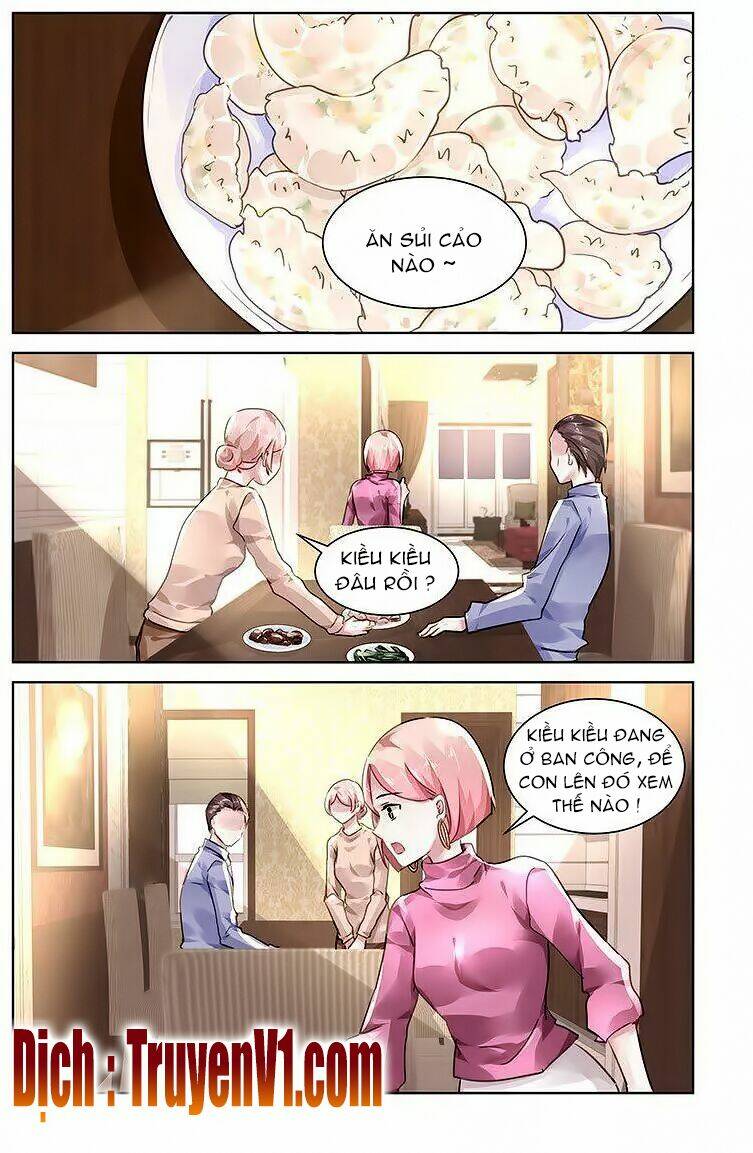 ĂN SỦI CẢO
NÀO ~
KIỀU KIỀU
ĐÂU RỒI ?
KIỀU KIỀU ĐANG
Ở BAN CÔNG, ĐỂ
CON LÊN ĐÓ XEM
THẾ NÀO !
Dịch : TruyenV1.com